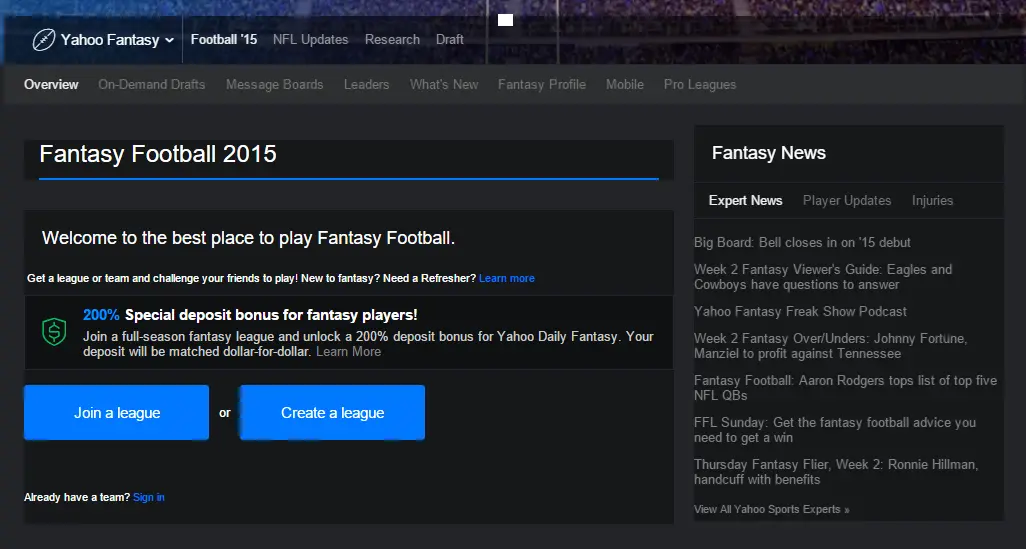 Yahoo Fantasy Football '15 NFL Updates Research Draft
Overview On-Demand Drafts Message Boards Leaders What's New Fantasy Profile Mobile Pro Leagues
Fantasy Football 2015
Welcome to the best place to play Fantasy Football.
Get a league or team and challenge your friends to play! New to fantasy? Need a Refresher? Learn more
200% Special deposit bonus for fantasy players!
Join a full-season fantasy league and unlock a 200% deposit bonus for Yahoo Daily Fantasy. Your
deposit will be matched dollar-for-dollar. Learn More
Join a league or Create a league
Already have a team? Sign in
Fantasy News
Expert News Player Updates Injuries
Big Board: Bell closes in on '15 debut
Week 2 Fantasy Viewer's Guide: Eagles and
Cowboys have questions to answer
Yahoo Fantasy Freak Show Podcast
Week 2 Fantasy Over/Unders: Johnny Fortune,
Manziel to profit against Tennessee
Fantasy Football: Aaron Rodgers tops list of top five
NFL QBs
FFL Sunday: Get the fantasy football advice you
need to get a win
Thursday Fantasy Flier, Week 2: Ronnie Hillman,
handcuff with benefits
View All Yahoo Sports Experts »